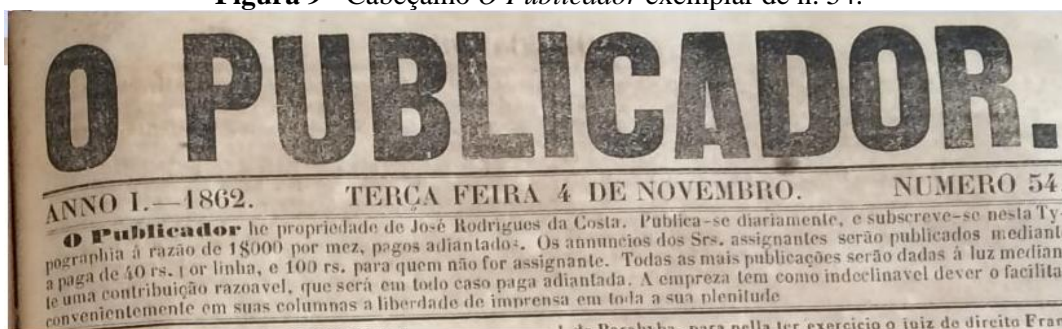 Figura 9 - Cabeçalho O Publicador exemplar de n. 54.
O PUBLICADOR.
ANNO I.—1862. TERÇA FEIRA 4 DE NOVEMBRO. NUMERO 54
O Publicador he propriedade de José Rodrigues da Costa. Publica-se diariamente, e subscreve-se nesta Ty
pographia á razão de 1$000 por mez, pagos adiantados. Os annuncios dos Srs. assignantes serão publicados mediant
a paga de 40 rs. por linha, e 100 rs. para quem não for assignante. Todas as mais publicações serão dadas á luz median
te uma contribuição razoavel, que será em todo caso paga adiantada. A empreza tem como indeclinavel dever o facilita
convenientemente em suas columnas a liberdade de imprensa em toda a sua plenitude
para nella ter exercicio o juiz de direito Fra